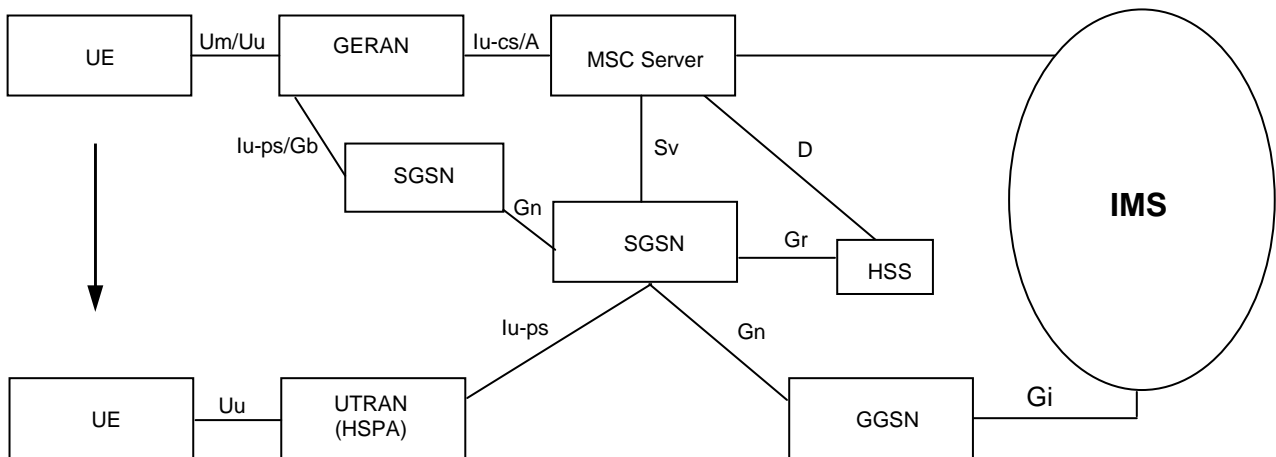 UE
Um/Uu
GERAN
Iu-cs/A
MSC Server
Iu-ps/Gb
SGSN
Gn
Sv
D
IMS
SGSN
Gr
HSS
Iu-ps
Gn
UE
Uu
UTRAN
(HSPA)
GGSN
Gi